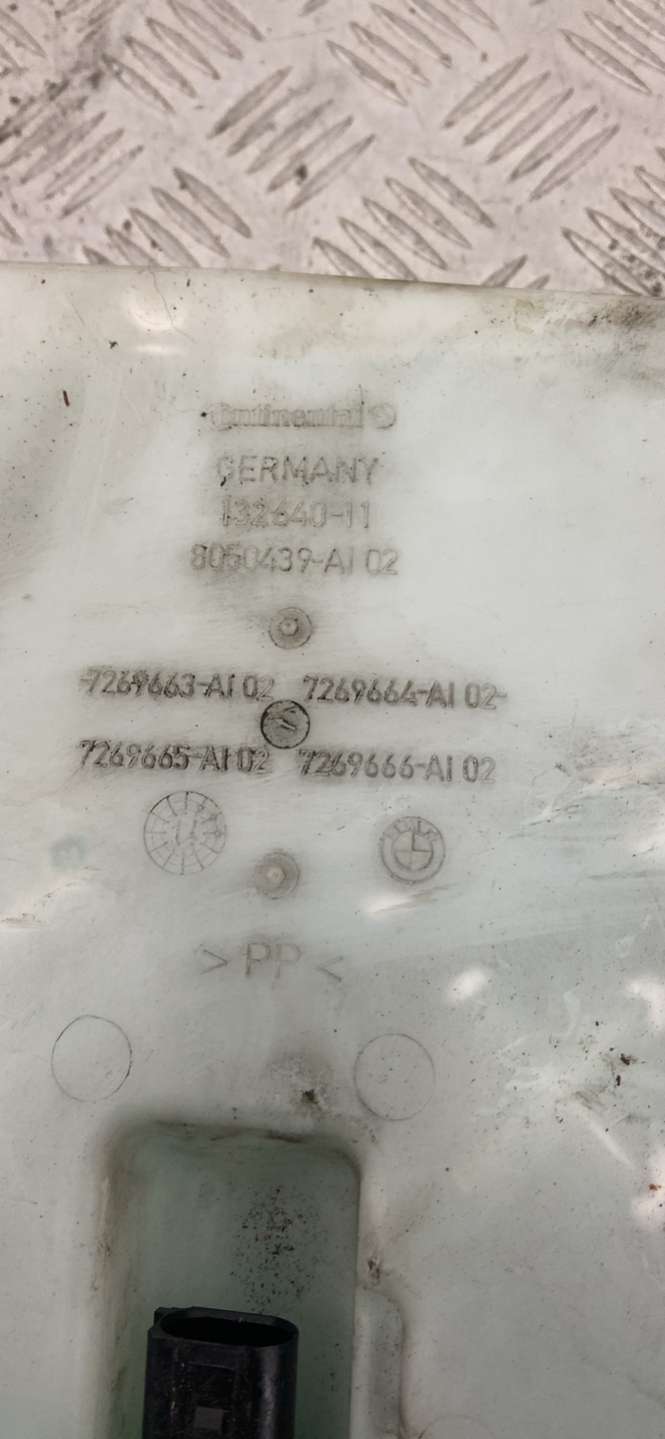 Continental
GERMANY
132640-11
8050439-AI 02
-7269663-AI 02 7269664-AI 02-
7269665-AI 02 7269666-AI 02
>PP<